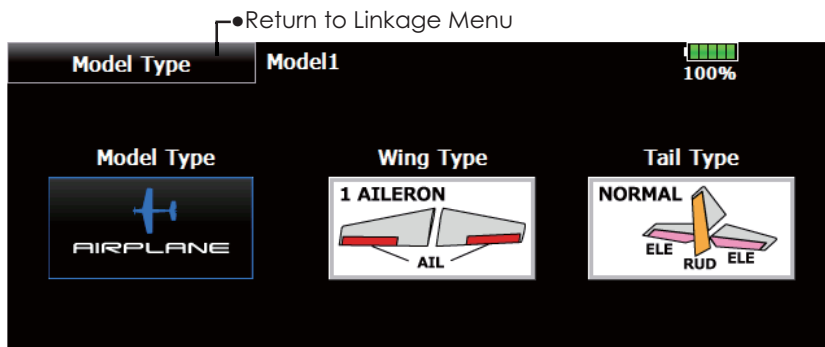 ●Return to Linkage Menu
Model Type
Model1
100%
Model Type
Wing Type
Tail Type
AIRPLANE
1 AILERON
AIL
NORMAL
ELE
RUD
ELE